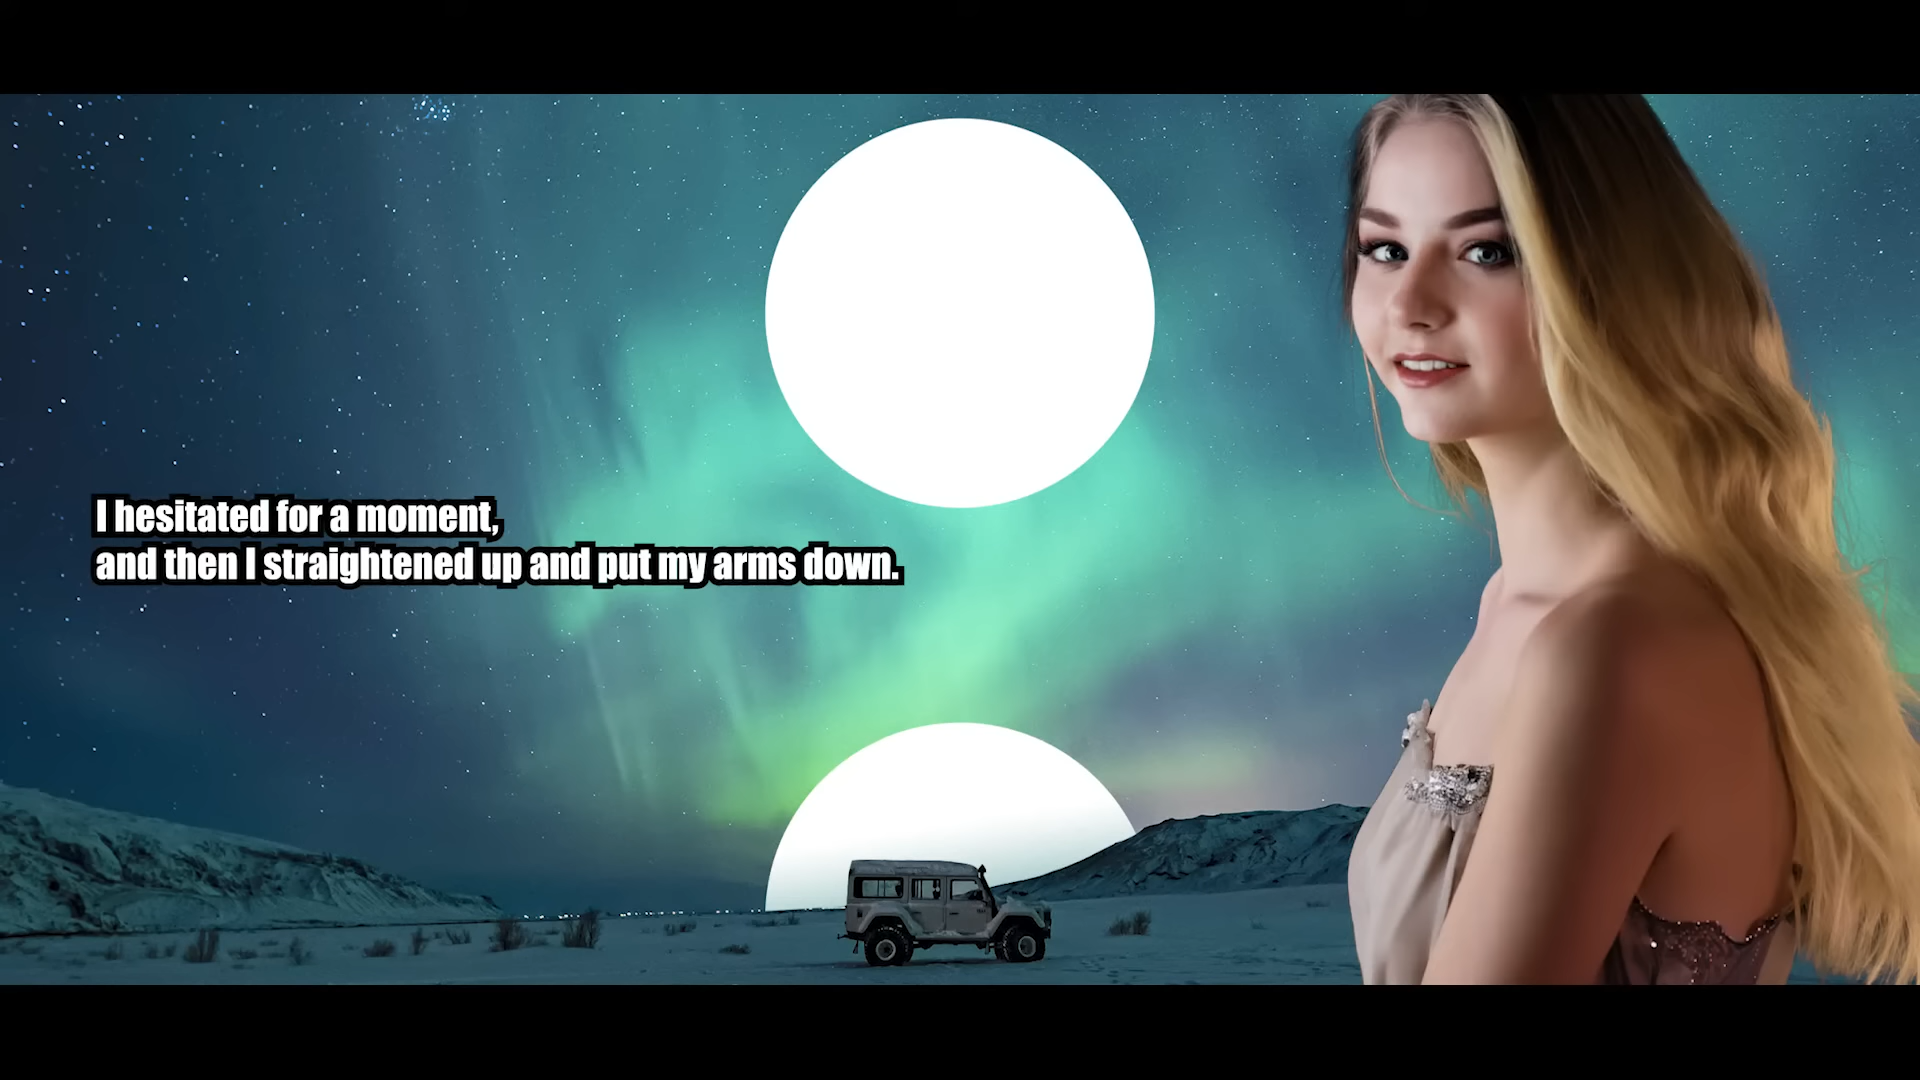 I hesitated for a moment,
and then I straightened up and put my arms down.